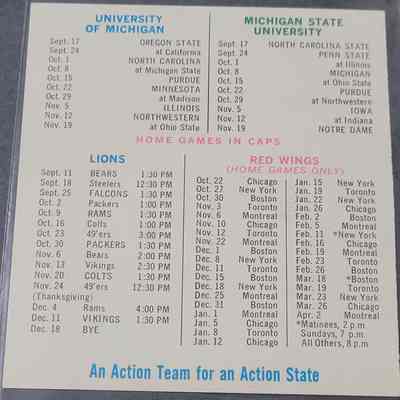 UNIVERSITY
OF MICHIGAN
Sept. 17 OREGON STATE
Sept. 24 at California
Oct. 1 NORTH CAROLINA
Oct. 8 at Michigan State
Oct. 15 PURDUE
Oct. 22 MINNESOTA
Oct. 29 at Madison
Nov. 5 ILLINOIS
Nov. 12 NORTHWESTERN
Nov. 19 at Ohio State
MICHIGAN STATE
UNIVERSITY
Sept. 17 NORTH CAROLINA STATE
Sept. 24 PENN STATE
Oct. 1 at Illinois
Oct. 8 MICHIGAN
Oct. 15 at Ohio State
Oct. 22 PURDUE
Oct. 29 at Northwestern
Nov. 5 IOWA
Nov. 12 at Indiana
Nov. 19 NOTRE DAME
HOME GAMES IN CAPS
LIONS
Sept. 11 BEARS 1:30 PM
Sept. 18 Steelers 12:30 PM
Sept. 25 FALCONS 1:30 PM
Oct. 2 Packers 1:00 PM
Oct. 9 RAMS 1:30 PM
Oct. 16 Colts 1:00 PM
Oct. 23 49'ers 3:00 PM
Oct. 30 PACKERS 1:30 PM
Nov. 6 Bears 2:00 PM
Nov. 13 Vikings 2:30 PM
Nov. 20 COLTS 1:30 PM
Nov. 24 49'ers 12:30 PM
(Thanksgiving)
Dec. 4 Rams 4:00 PM
Dec. 11 VIKINGS 1:30 PM
Dec. 18 BYE
RED WINGS
(HOME GAMES ONLY)
Oct. 22 Chicago
Oct. 27 New York
Oct. 30 Boston
Nov. 3 Toronto
Nov. 6 Montreal
Nov. 10 Chicago
Nov. 12 Toronto
Nov. 22 Chicago
Dec. 1 Boston
Dec. 8 Montreal
Dec. 11 Toronto
Dec. 15 Boston
Dec. 18 New York
Dec. 25 Montreal
Dec. 31 Boston
Jan. 1 Montreal
Jan. 5 Chicago
Jan. 12 Chicago
Jan. 15 New York
Jan. 19 Toronto
Jan. 22 Boston
Jan. 26 Chicago
Feb. 2 Boston
Feb. 5 Montreal
Feb. 11 *New York
Feb. 16 Montreal
Feb. 19 New York
Feb. 23 Toronto
Feb. 26 Boston
Mar. 18 *Boston
Mar. 19 Toronto
Mar. 23 New York
Mar. 26 Chicago
Apr. 2 Montreal
*Matinees, 2 p.m.
Sundays, 7 p.m.
All Others, 8 p.m.
An Action Team for an Action State